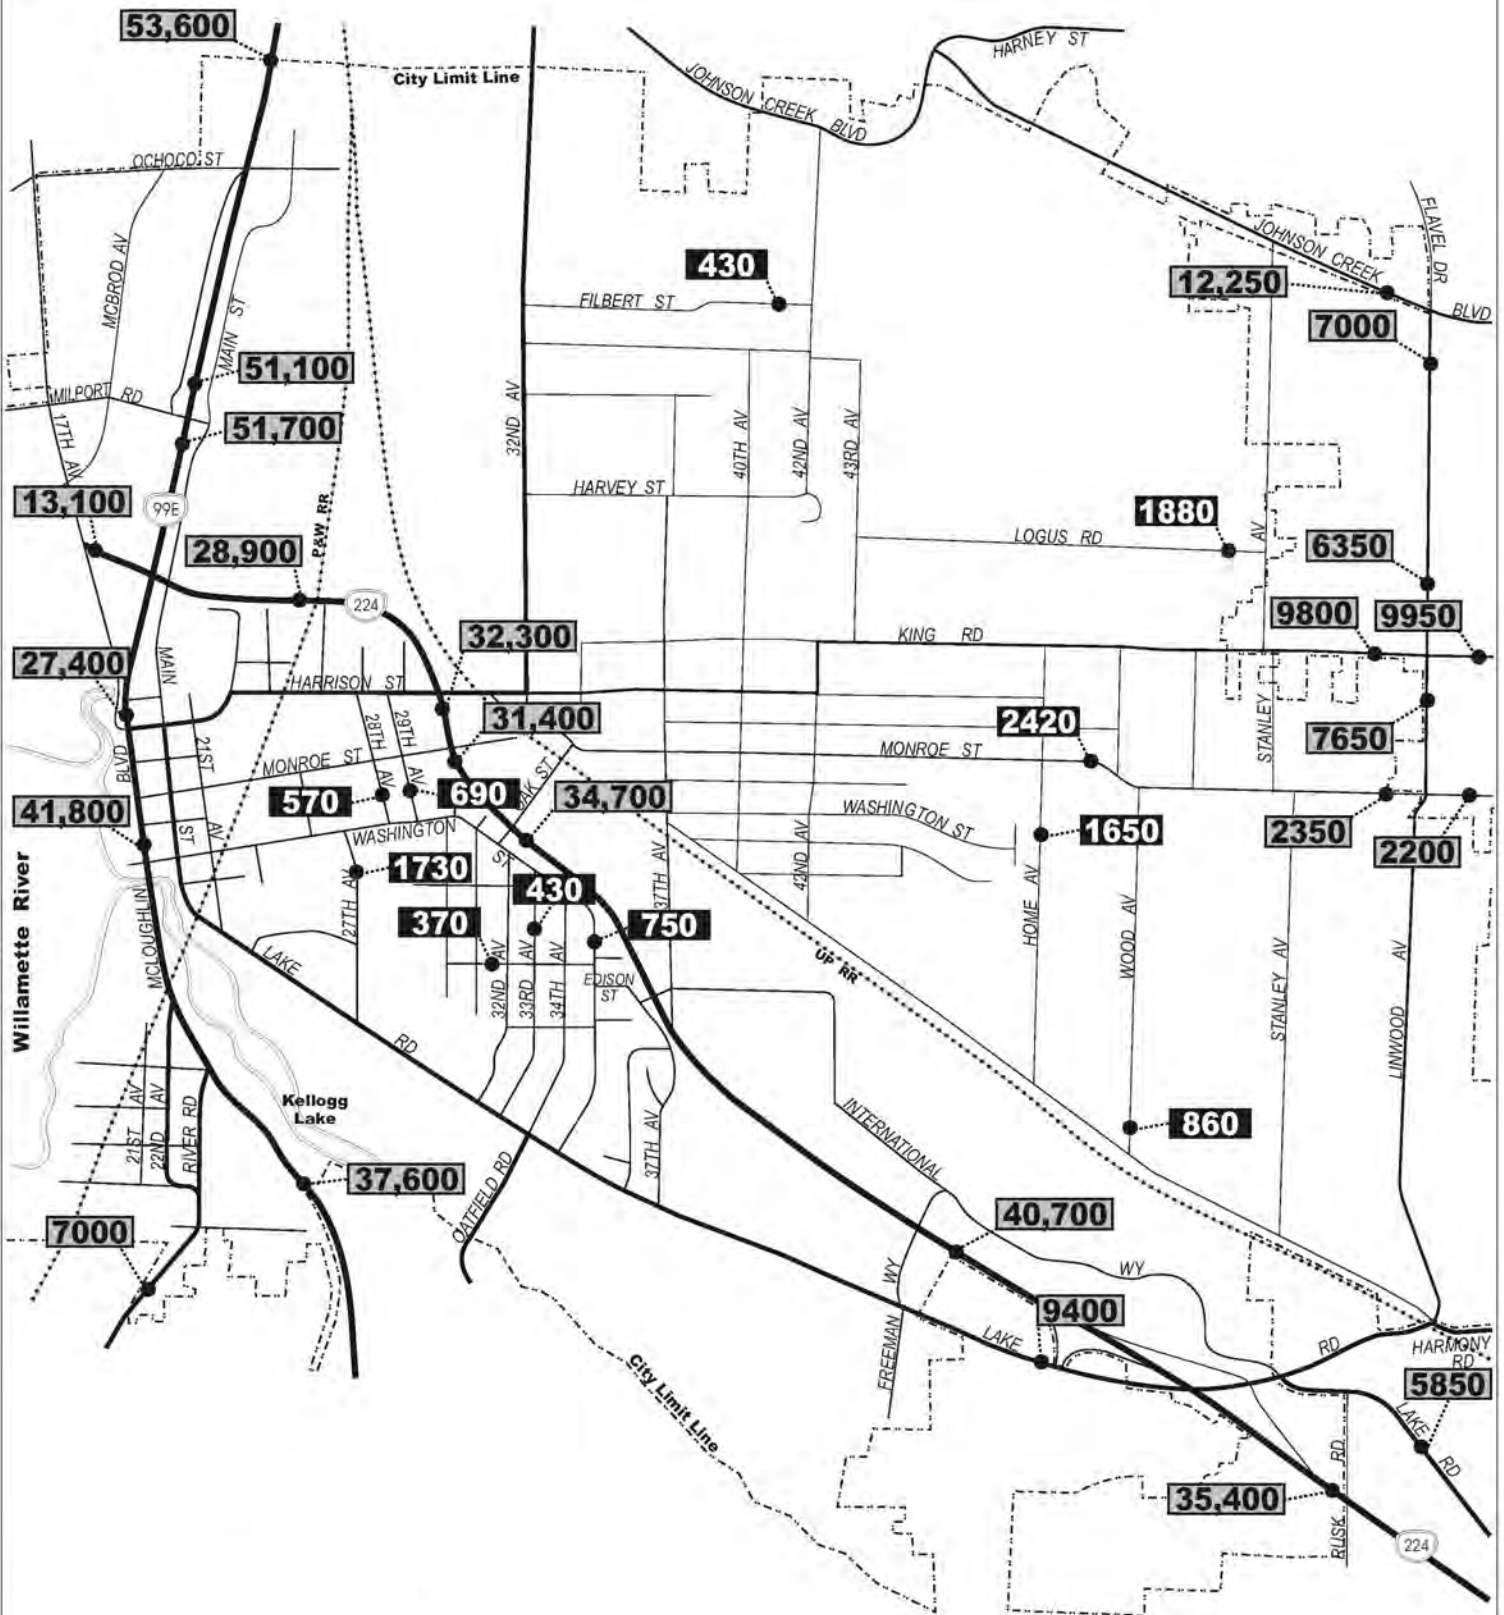 53,600
City Limit Line
HARNEY ST
JOHNSON CREEK BLVD
OCHOCO ST
MCBROD AV
MAIN ST
FLAVEL DR
430
FILBERT ST
JOHNSON CREEK BLVD
12,250
7000
51,100
MILPORT RD
51,700
17TH AV
32ND AV
40TH AV
42ND AV
43RD AV
13,100
99E
P&W RR
HARVEY ST
1880
LOGUS RD
AV
6350
28,900
224
9800
9950
32,300
KING RD
27,400
MAIN
HARRISON ST
31,400
2420
STANLEY
7650
28TH
29TH
21ST
BLVD
MONROE ST
MONROE ST
AV
AV
570
690
OAK ST
34,700
41,800
ST
AV
WASHINGTON
ST
WASHINGTON ST
1650
2350
2200
42ND AV
37TH AV
1730
430
27TH AV
370
750
Willamette River
MCLOUGHLIN
LAKE
32ND AV
33RD AV
34TH AV
EDISON
ST
UP RR
HOME AV
WOOD AV
STANLEY AV
LINWOOD AV
RD
Kellogg
Lake
21ST AV
22ND AV
RIVER RD
860
INTERNATIONAL
37TH AV
37,600
OATFIELD RD
7000
40,700
WY
FREEMAN WY
9400
LAKE
RD
HARMONY
RD
5850
City Limit Line
LAKE RD
35,400
RUSK RD
224